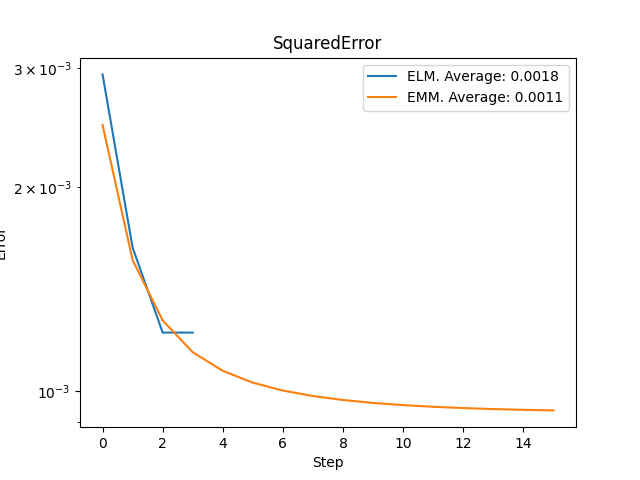 SquaredError
ELM. Average: 0.0018
EMM. Average: 0.0011
3 × 10⁻³
2 × 10⁻³
10⁻³
Error
0 2 4 6 8 10 12 14
Step